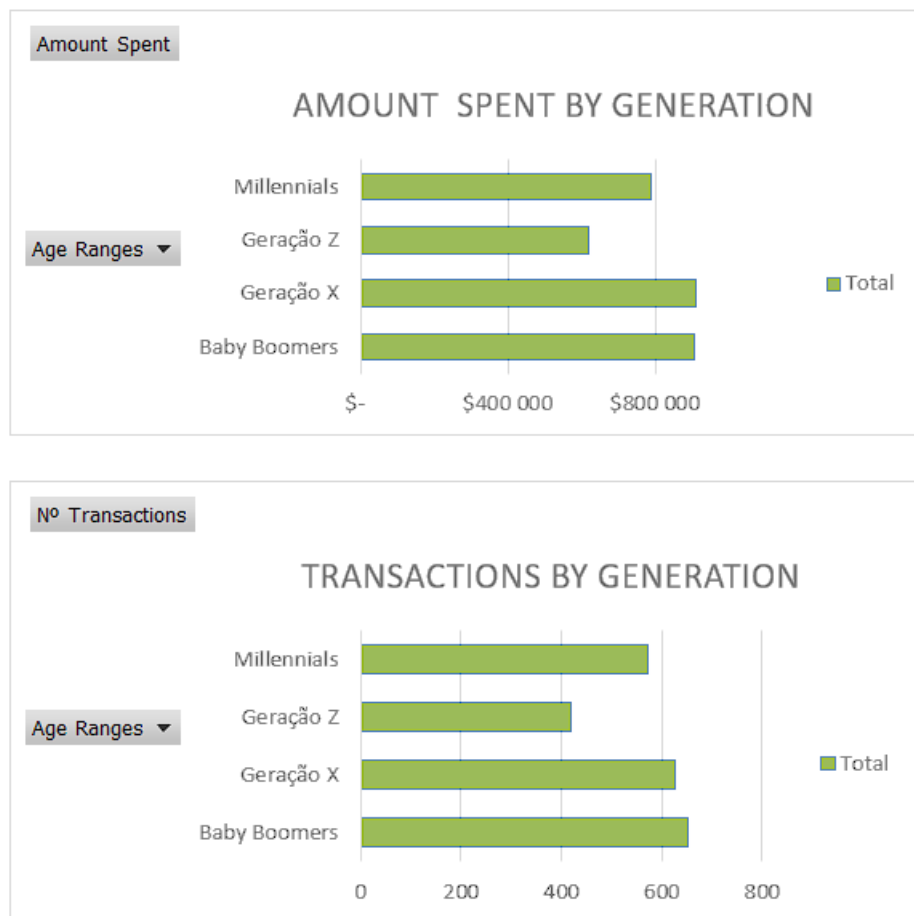 Amount Spent
AMOUNT SPENT BY GENERATION
Millennials
Geração Z
Age Ranges
Geração X
Total
Baby Boomers
$-
$400 000
$800 000
Nº Transactions
TRANSACTIONS BY GENERATION
Millennials
Geração Z
Age Ranges
Geração X
Total
Baby Boomers
0
200
400
600
800